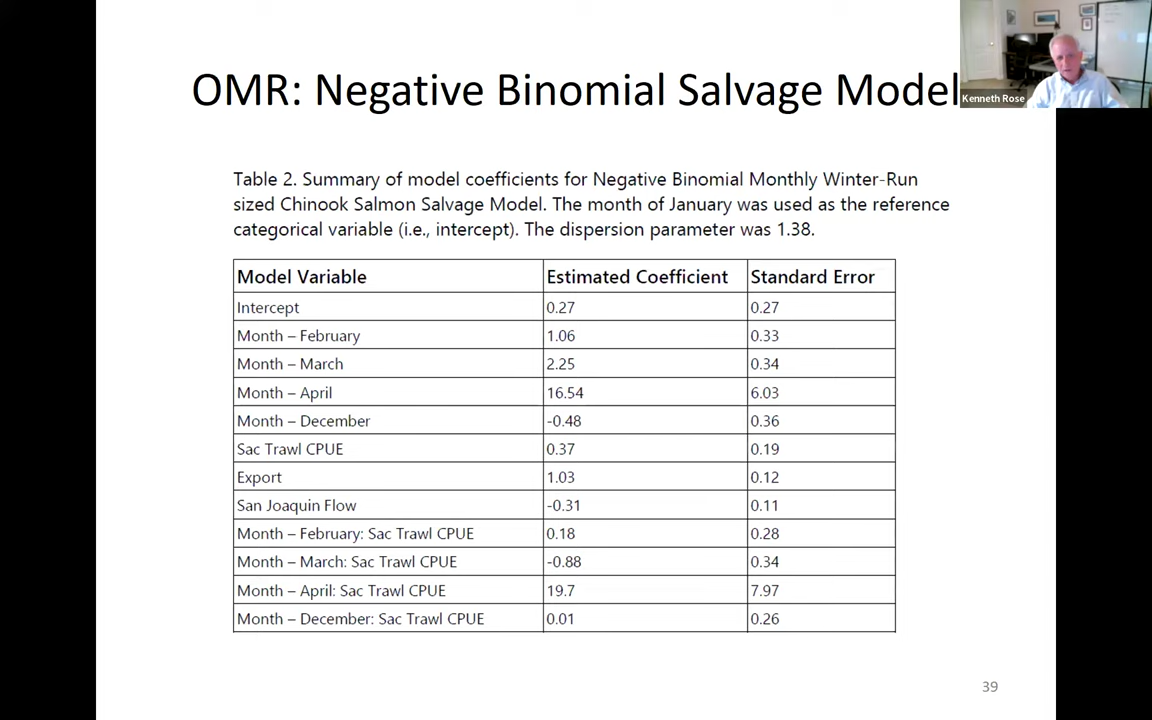 OMR: Negative Binomial Salvage Model
Kenneth Rose
Table 2. Summary of model coefficients for Negative Binomial Monthly Winter-Run
sized Chinook Salmon Salvage Model. The month of January was used as the reference
categorical variable (i.e., intercept). The dispersion parameter was 1.38.
Model Variable Estimated Coefficient Standard Error
Intercept 0.27 0.27
Month – February 1.06 0.33
Month – March 2.25 0.34
Month – April 16.54 6.03
Month – December -0.48 0.36
Sac Trawl CPUE 0.37 0.19
Export 1.03 0.12
San Joaquin Flow -0.31 0.11
Month – February: Sac Trawl CPUE 0.18 0.28
Month – March: Sac Trawl CPUE -0.88 0.34
Month – April: Sac Trawl CPUE 19.7 7.97
Month – December: Sac Trawl CPUE 0.01 0.26
39